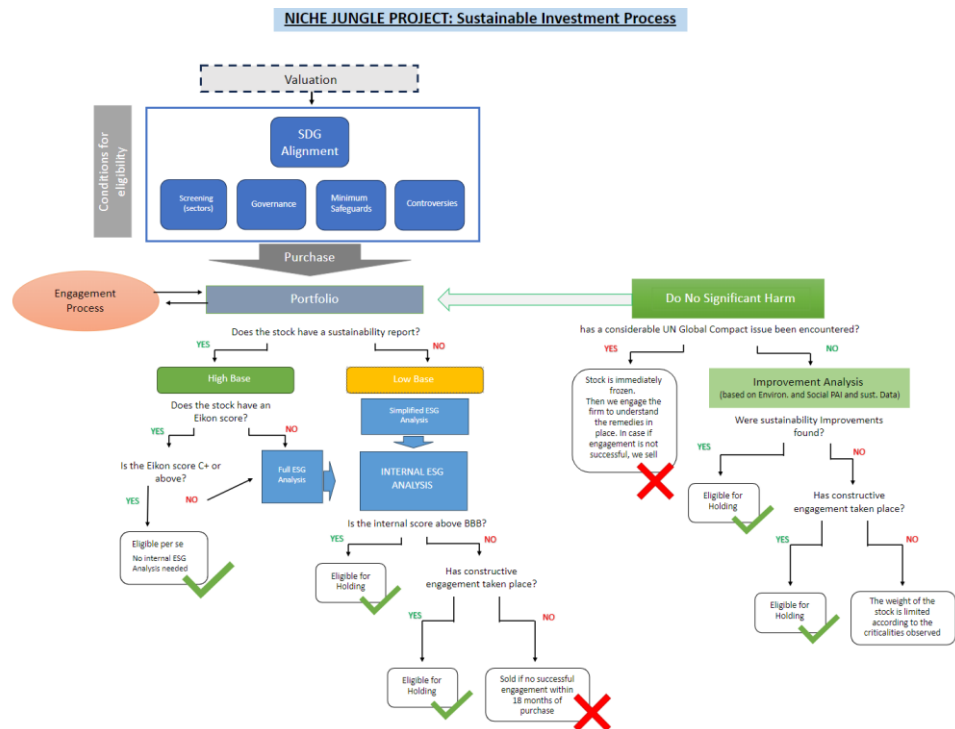 NICHE JUNGLE PROJECT: Sustainable Investment Process
Valuation
Conditions for
eligibility
SDG
Alignment
Screening
(sectors)
Governance
Minimum
Safeguards
Controversies
Purchase
Engagement
Process
Portfolio
Do No Significant Harm
Does the stock have a sustainability report?
YES
NO
High Base
Low Base
Does the stock have an
Eikon score?
YES
NO
Simplified ESG
Analysis
Is the Eikon score C+ or
above?
YES
NO
Full ESG
Analysis
INTERNAL ESG
ANALYSIS
Eligible per se
No internal ESG
Analysis needed
Is the internal score above BBB?
YES
NO
Eligible for
Holding
Has constructive
engagement taken place?
YES
NO
Eligible for
Holding
Sold if no successful
engagement within
18 months of
purchase
has a considerable UN Global Compact issue been encountered?
YES
NO
Stock is immediately
frozen.
Then we engage the
firm to understand
the remedies in
place. In case if
engagement is not
successful, we sell
Improvement Analysis
(based on Environ. and Social PAI and sust. Data)
Were sustainability Improvements
found?
YES
NO
Eligible for
Holding
Has constructive
engagement taken place?
YES
NO
Eligible for
Holding
The weight of the
stock is limited
according to the
criticalities observed